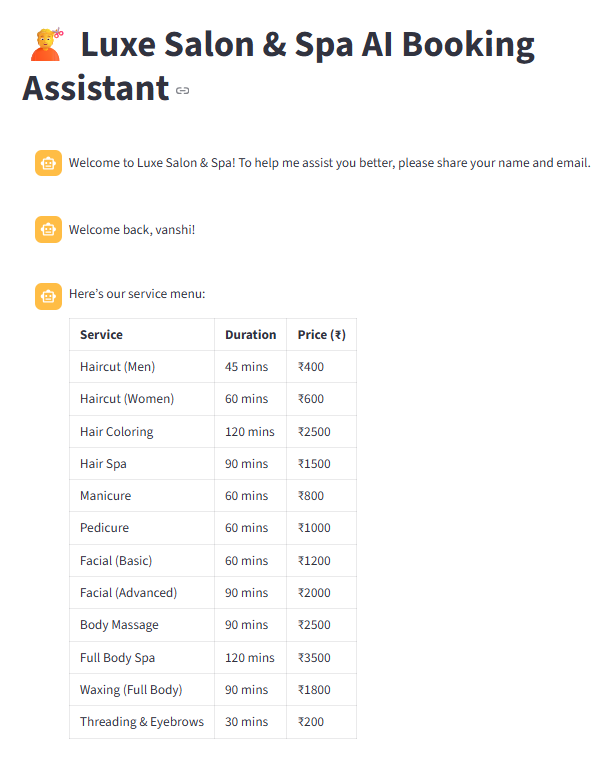 Luxe Salon & Spa AI Booking
Assistant
Welcome to Luxe Salon & Spa! To help me assist you better, please share your name and email.
Welcome back, vanshi!
Here’s our service menu:
Service Duration Price (₹)
Haircut (Men) 45 mins ₹400
Haircut (Women) 60 mins ₹600
Hair Coloring 120 mins ₹2500
Hair Spa 90 mins ₹1500
Manicure 60 mins ₹800
Pedicure 60 mins ₹1000
Facial (Basic) 60 mins ₹1200
Facial (Advanced) 90 mins ₹2000
Body Massage 90 mins ₹2500
Full Body Spa 120 mins ₹3500
Waxing (Full Body) 90 mins ₹1800
Threading & Eyebrows 30 mins ₹200